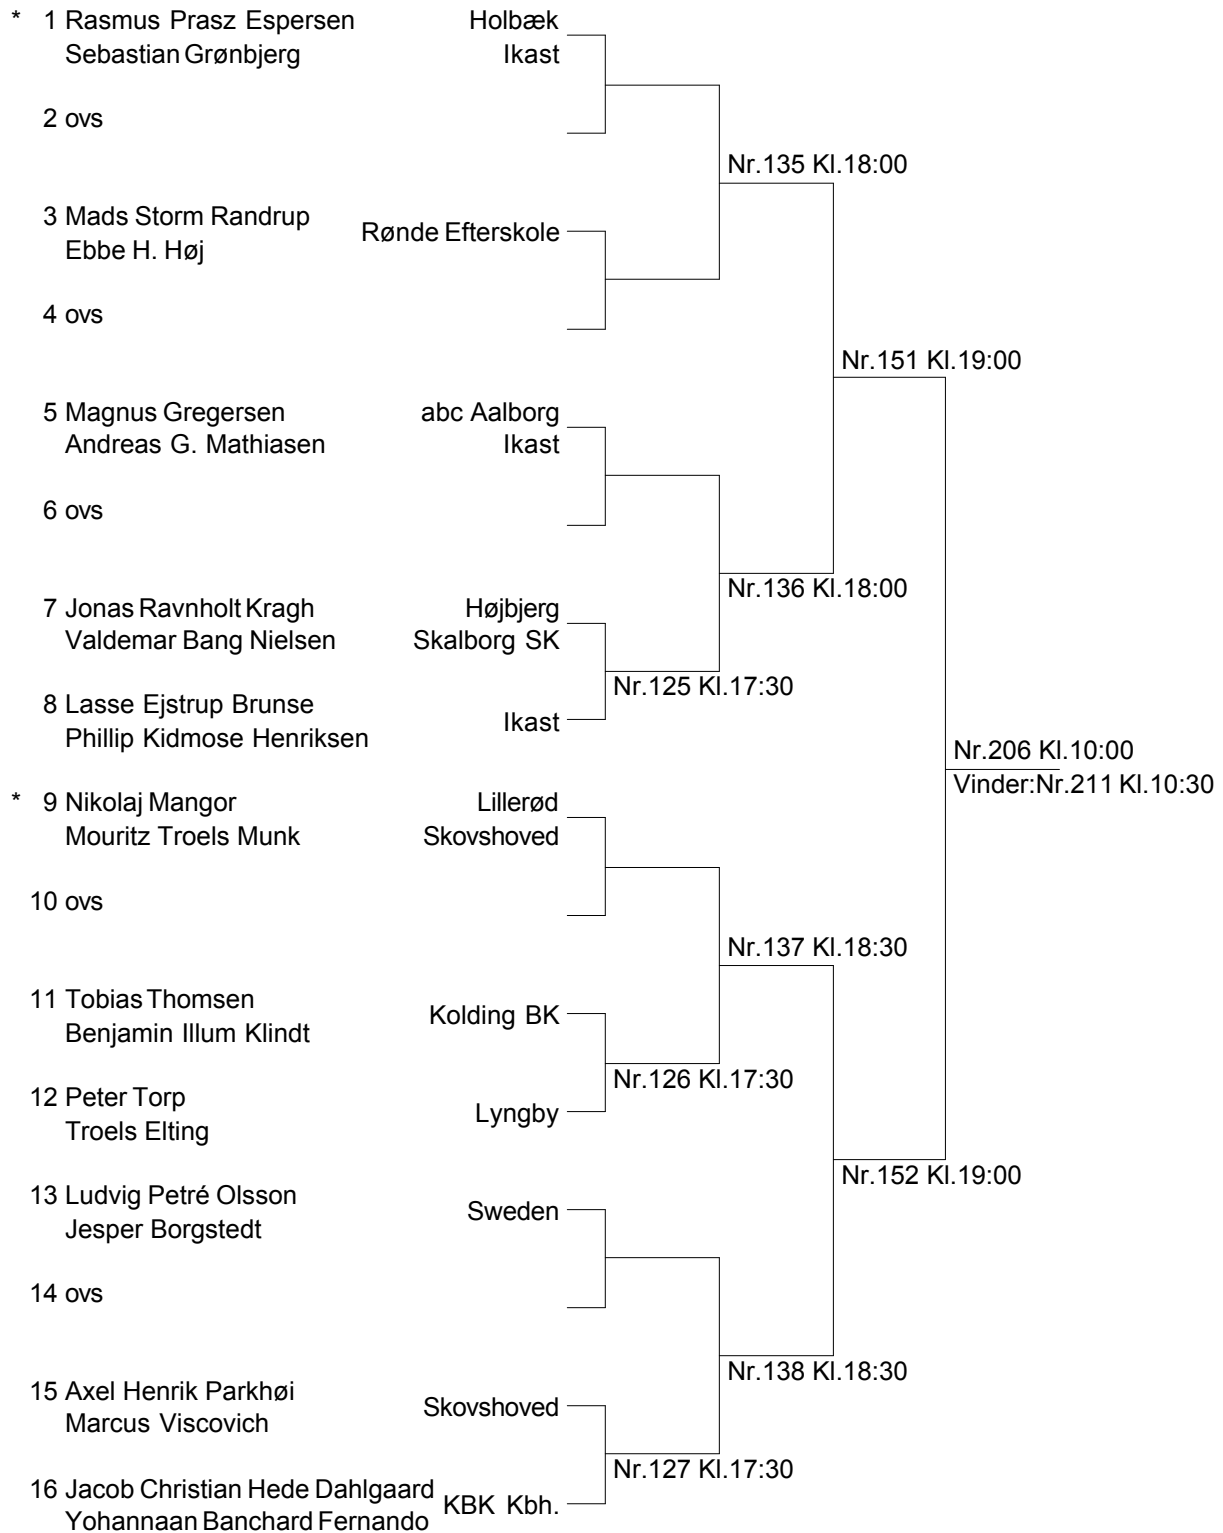 * 1 Rasmus Prasz Espersen Holbæk
Sebastian Grønbjerg Ikast
2 ovs
Nr.135 Kl.18:00
3 Mads Storm Randrup
Rønde Efterskole
Ebbe H. Høj
4 ovs
Nr.151 Kl.19:00
5 Magnus Gregersen abc Aalborg
Andreas G. Mathiasen Ikast
6 ovs
Nr.136 Kl.18:00
7 Jonas Ravnholt Kragh Højbjerg
Valdemar Bang Nielsen Skalborg SK
Nr.125 Kl.17:30
8 Lasse Ejstrup Brunse
Ikast
Phillip Kidmose Henriksen
Nr.206 Kl.10:00
Vinder:Nr.211 Kl.10:30
* 9 Nikolaj Mangor Lillerød
Mouritz Troels Munk Skovshoved
10 ovs
Nr.137 Kl.18:30
11 Tobias Thomsen
Kolding BK
Benjamin Illum Klindt
Nr.126 Kl.17:30
12 Peter Torp
Lyngby
Troels Elting
Nr.152 Kl.19:00
13 Ludvig Petré Olsson
Sweden
Jesper Borgstedt
14 ovs
Nr.138 Kl.18:30
15 Axel Henrik Parkhøi
Skovshoved
Marcus Viscovich
Nr.127 Kl.17:30
16 Jacob Christian Hede Dahlgaard
KBK Kbh.
Yohannaan Banchard Fernando